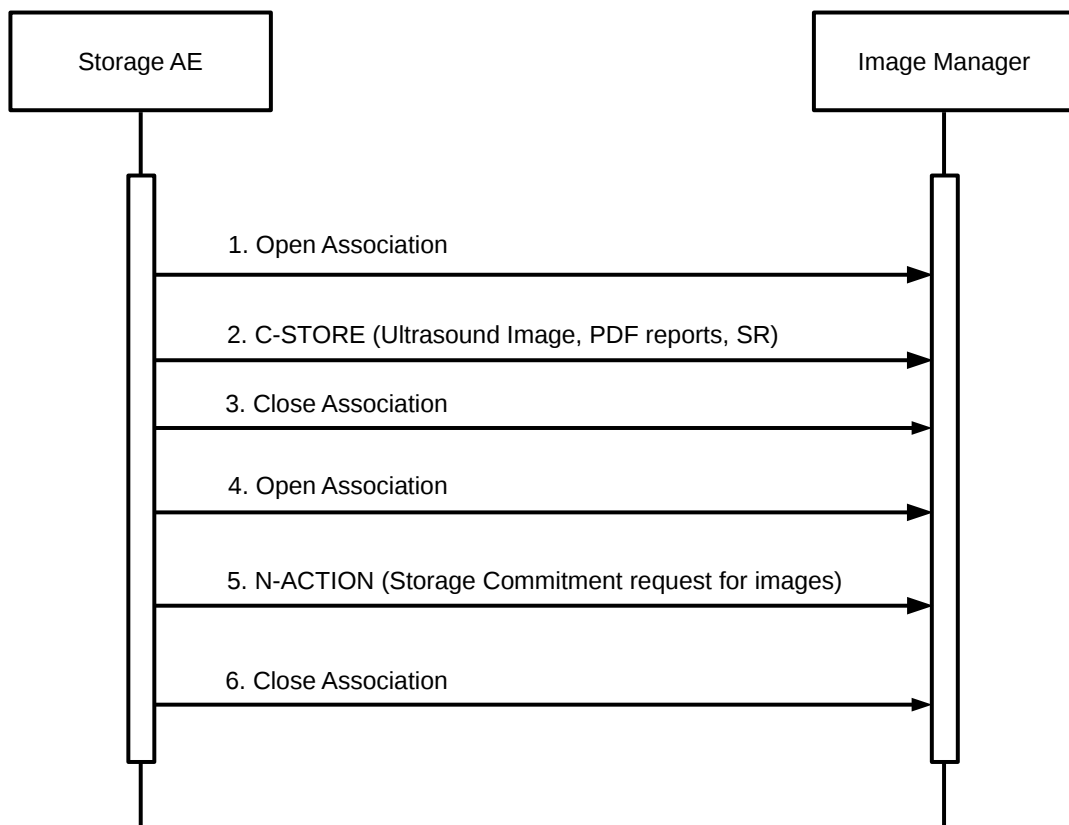 Storage AE
Image Manager
1. Open Association
2. C-STORE (Ultrasound Image, PDF reports, SR)
3. Close Association
4. Open Association
5. N-ACTION (Storage Commitment request for images)
6. Close Association